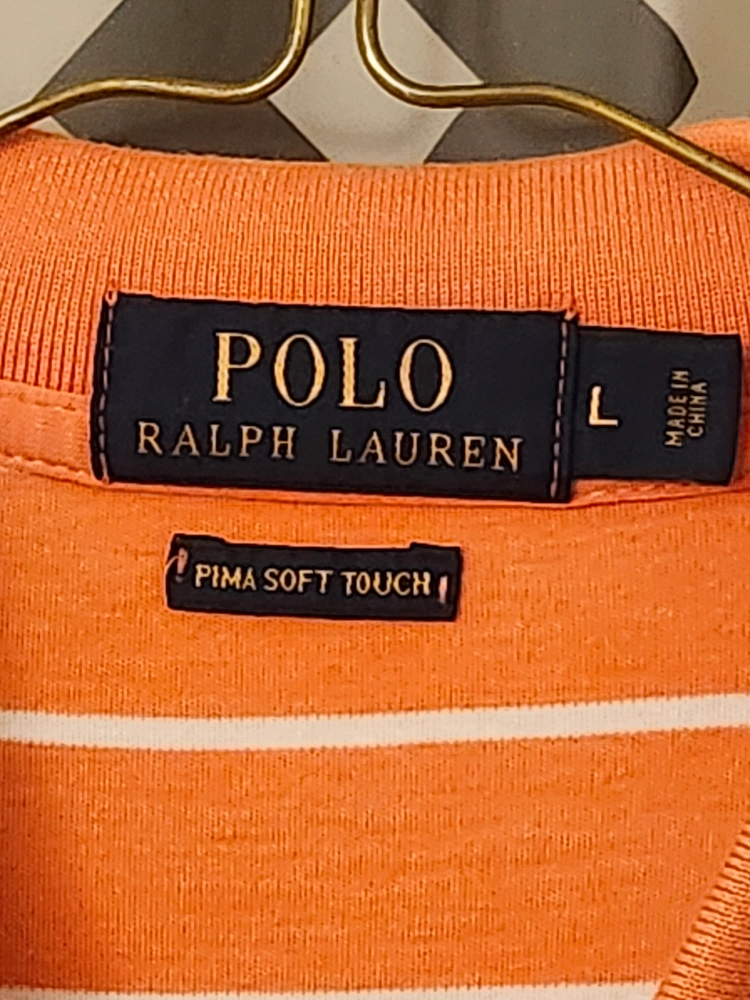 POLO
RALPH LAUREN
L
MADE IN
CHINA
PIMA SOFT TOUCH